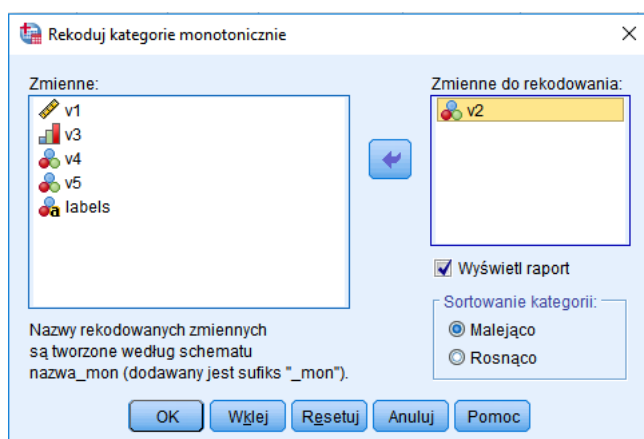 Rekoduj kategorie monotonicznie
Zmienne:
v1
v3
v4
v5
labels
Nazwy rekodowanych zmiennych
są tworzone według schematu
nazwa_mon (dodawany jest sufiks "_mon").
Zmienne do rekodowania:
v2
Wyświetl raport
Sortowanie kategorii:
Malejąco
Rosnąco
OK Wklej Resetuj Anuluj Pomoc